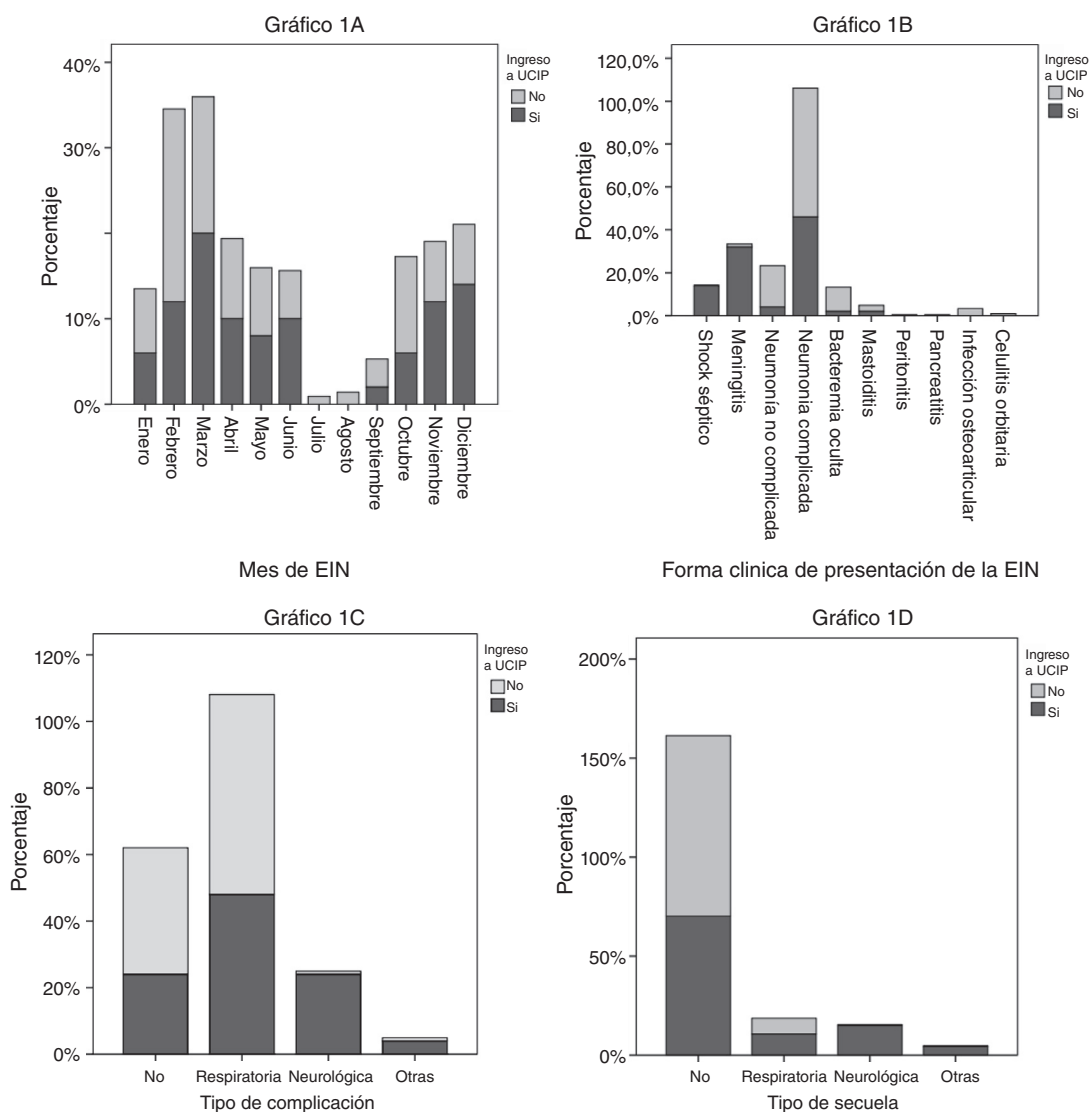 Gráfico 1A
Ingreso
a UCIP
No
Si
Porcentaje
40%
30%
10%
0%
Enero
Febrero
Marzo
Abril
Mayo
Junio
Julio
Agosto
Septiembre
Octubre
Noviembre
Diciembre
Mes de EIN
Gráfico 1B
Ingreso
a UCIP
No
Si
Porcentaje
120,0%
100,0%
80,0%
60,0%
40,0%
20,0%
,0%
Shock séptico
Meningitis
Neumonía no complicada
Neumonia complicada
Bacteremia oculta
Mastoiditis
Peritonitis
Pancreatitis
Infección osteoarticular
Celulitis orbitaria
Forma clinica de presentación de la EIN
Gráfico 1C
Ingreso
a UCIP
No
Si
Porcentaje
120%
100%
80%
60%
40%
20%
0%
No Respiratoria Neurológica Otras
Tipo de complicación
Gráfico 1D
Ingreso
a UCIP
No
Si
Porcentaje
200%
150%
100%
50%
0%
No Respiratoria Neurológica Otras
Tipo de secuela